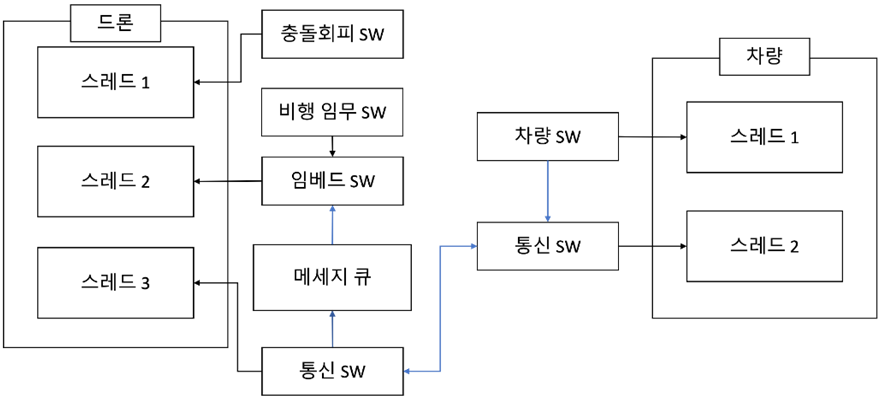 드론
스레드 1
스레드 2
스레드 3
충돌회피 SW
비행 임무 SW
임베드 SW
메세지 큐
통신 SW
차량 SW
통신 SW
차량
스레드 1
스레드 2